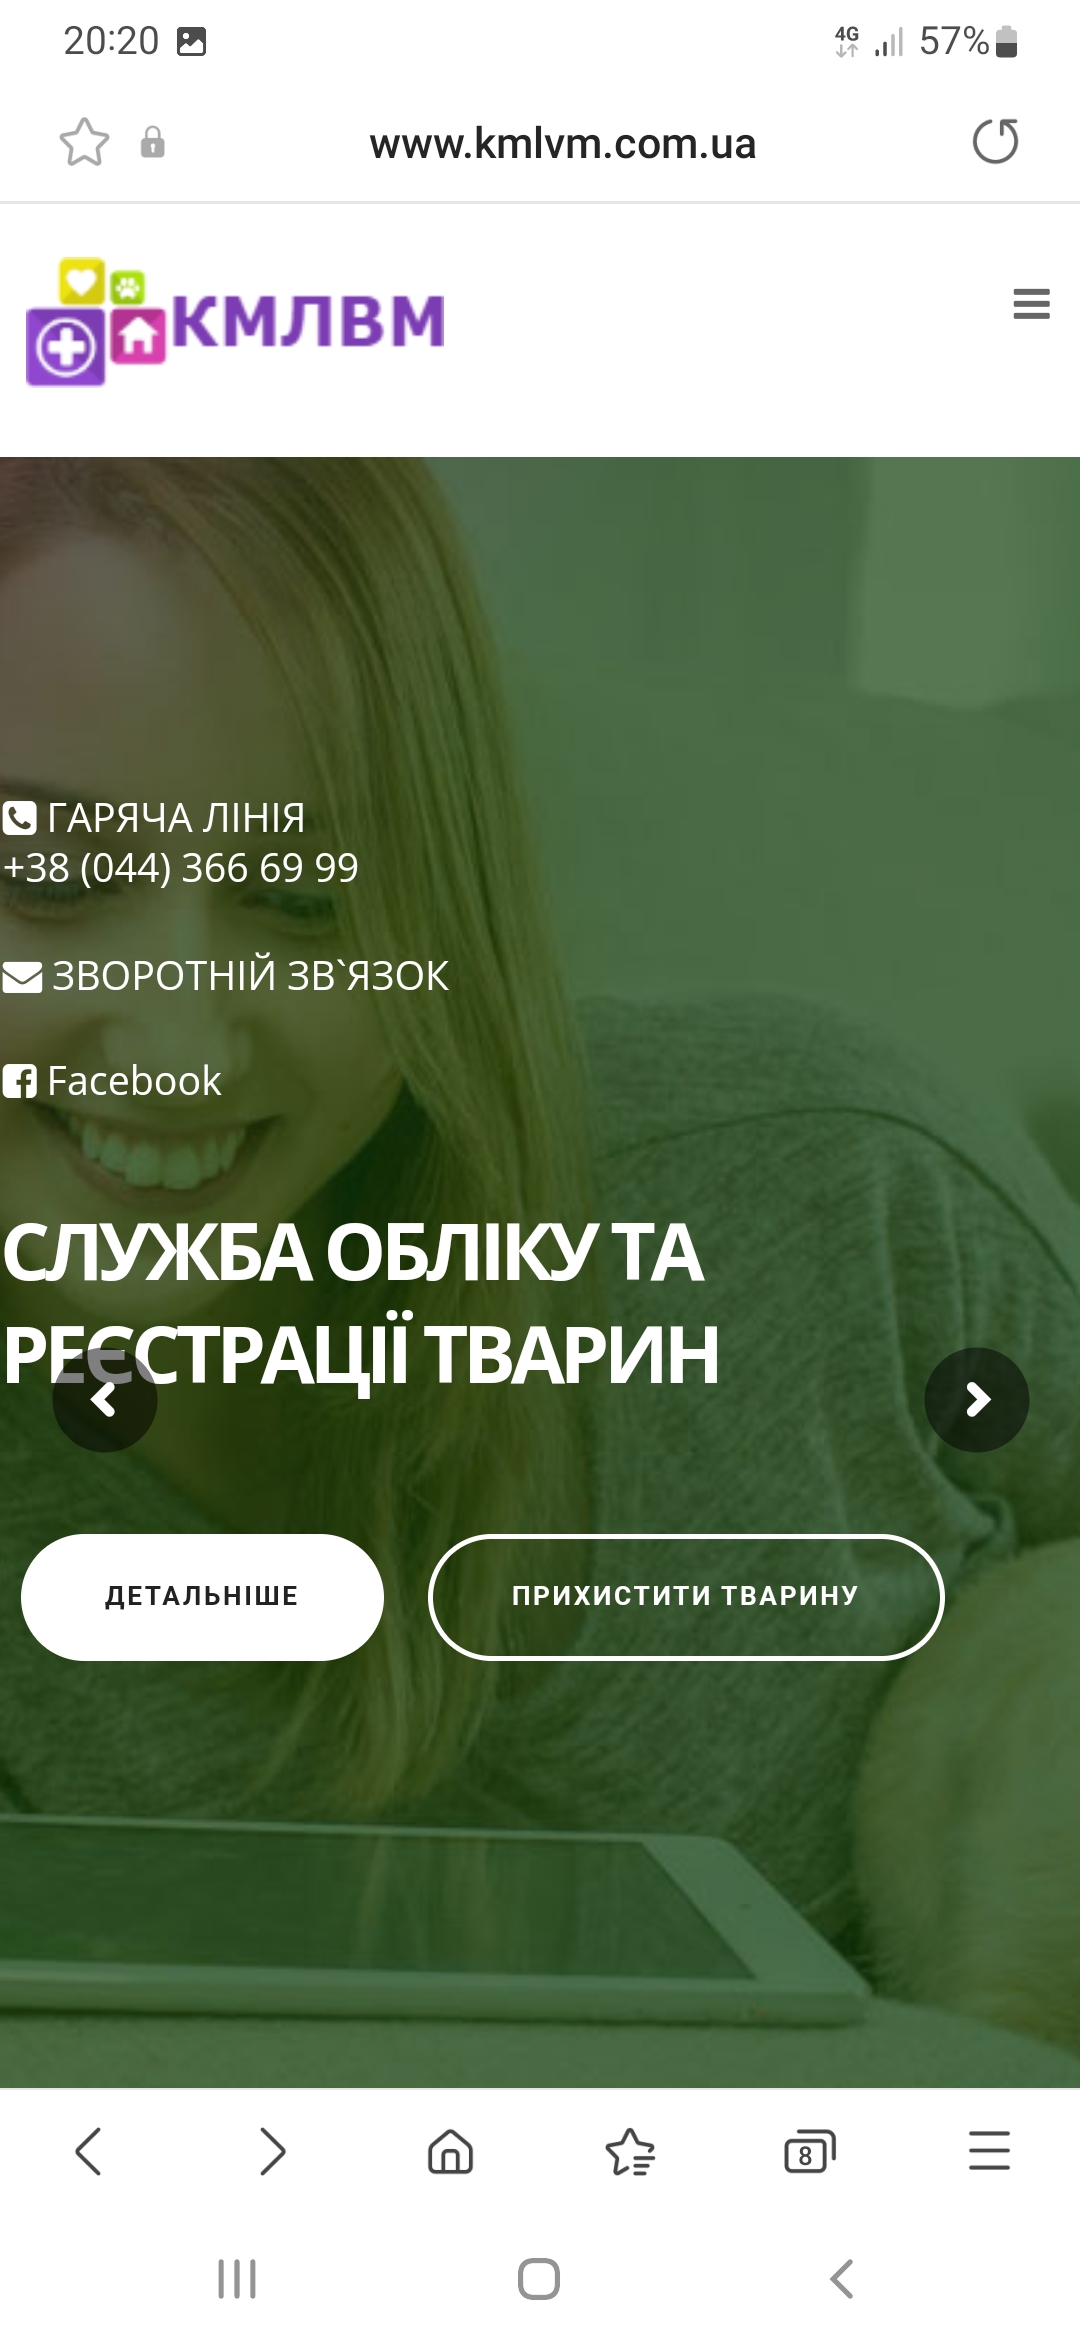 20:20
4G
57%
www.kmlvm.com.ua
КМЛВМ
ГАРЯЧА ЛІНІЯ
+38 (044) 366 69 99
ЗВОРОТНІЙ ЗВ`ЯЗОК
Facebook
СЛУЖБА ОБЛІКУ ТА
РЕЄСТРАЦІЇ ТВАРИН
ДЕТАЛЬНІШЕ
ПРИХИСТИТИ ТВАРИНУ
8